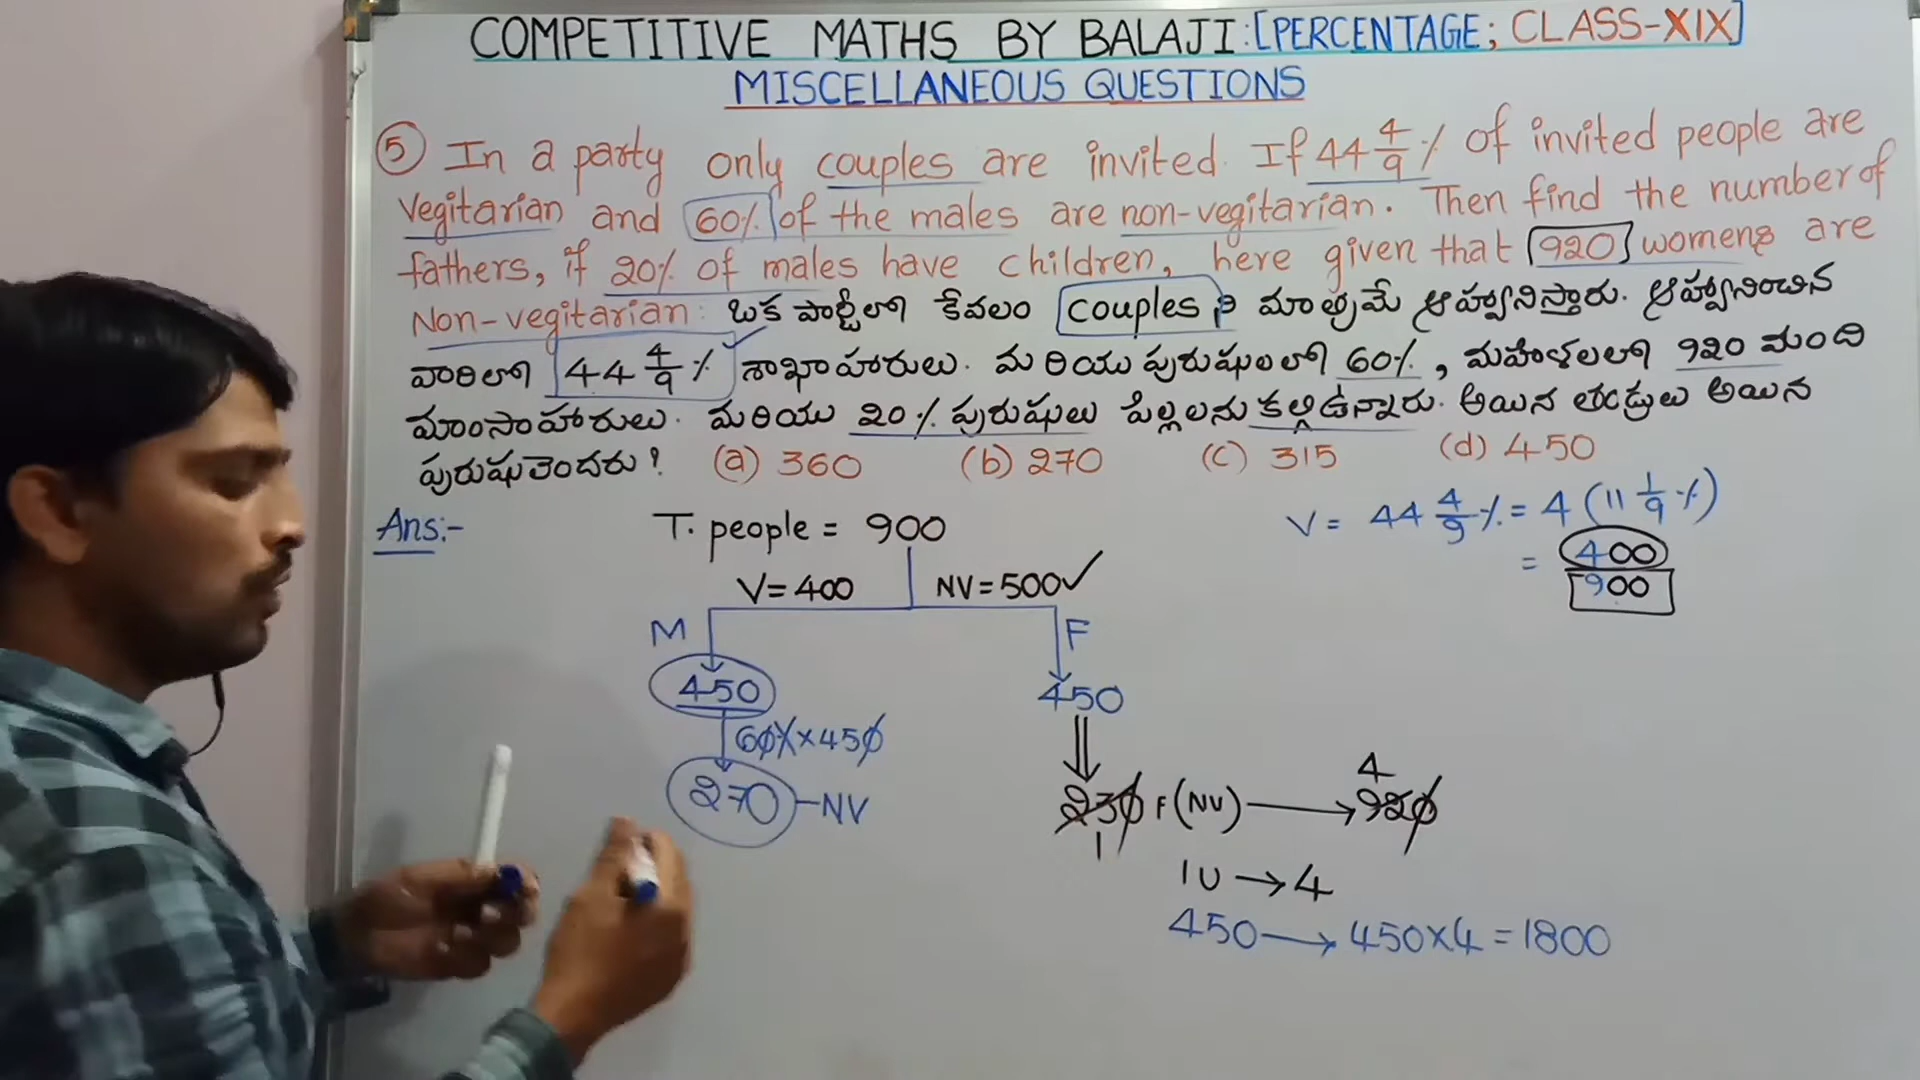 COMPETITIVE MATHS BY BALAJI:[PERCENTAGE; CLASS-XIX]
MISCELLANEOUS QUESTIONS
⑤ In a party only couples are invited. If 44 4/9 % of invited people are
vegitarian and 60% of the males are non-vegitarian. Then find the number of
fathers, if 20% of males have children, here given that 920 womens are
Non-vegitarian: ఒక పార్టీలో కేవలం couples ని మాత్రమే ఆహ్వానిస్తారు. ఆహ్వానించిన
వారిలో 44 4/9 % శాఖాహారులు. మరియు పురుషులలో 60%, మహిళలలో 920 మంది
మాంసాహారులు. మరియు 20% పురుషులు పిల్లలను కల్గిఉన్నారు. అయిన తండ్రులు అయిన
పురుషులెందరు? (a) 360 (b) 270 (c) 315 (d) 450
Ans:-
T. people = 900
V = 400 NV = 500✓
M F
450 450
60% × 450
270 - NV
230 F (NV) → 920
1 4
1U → 4
450 → 450×4 = 1800
V = 44 4/9 % = 4 (11 1/9 %)
= 400/900